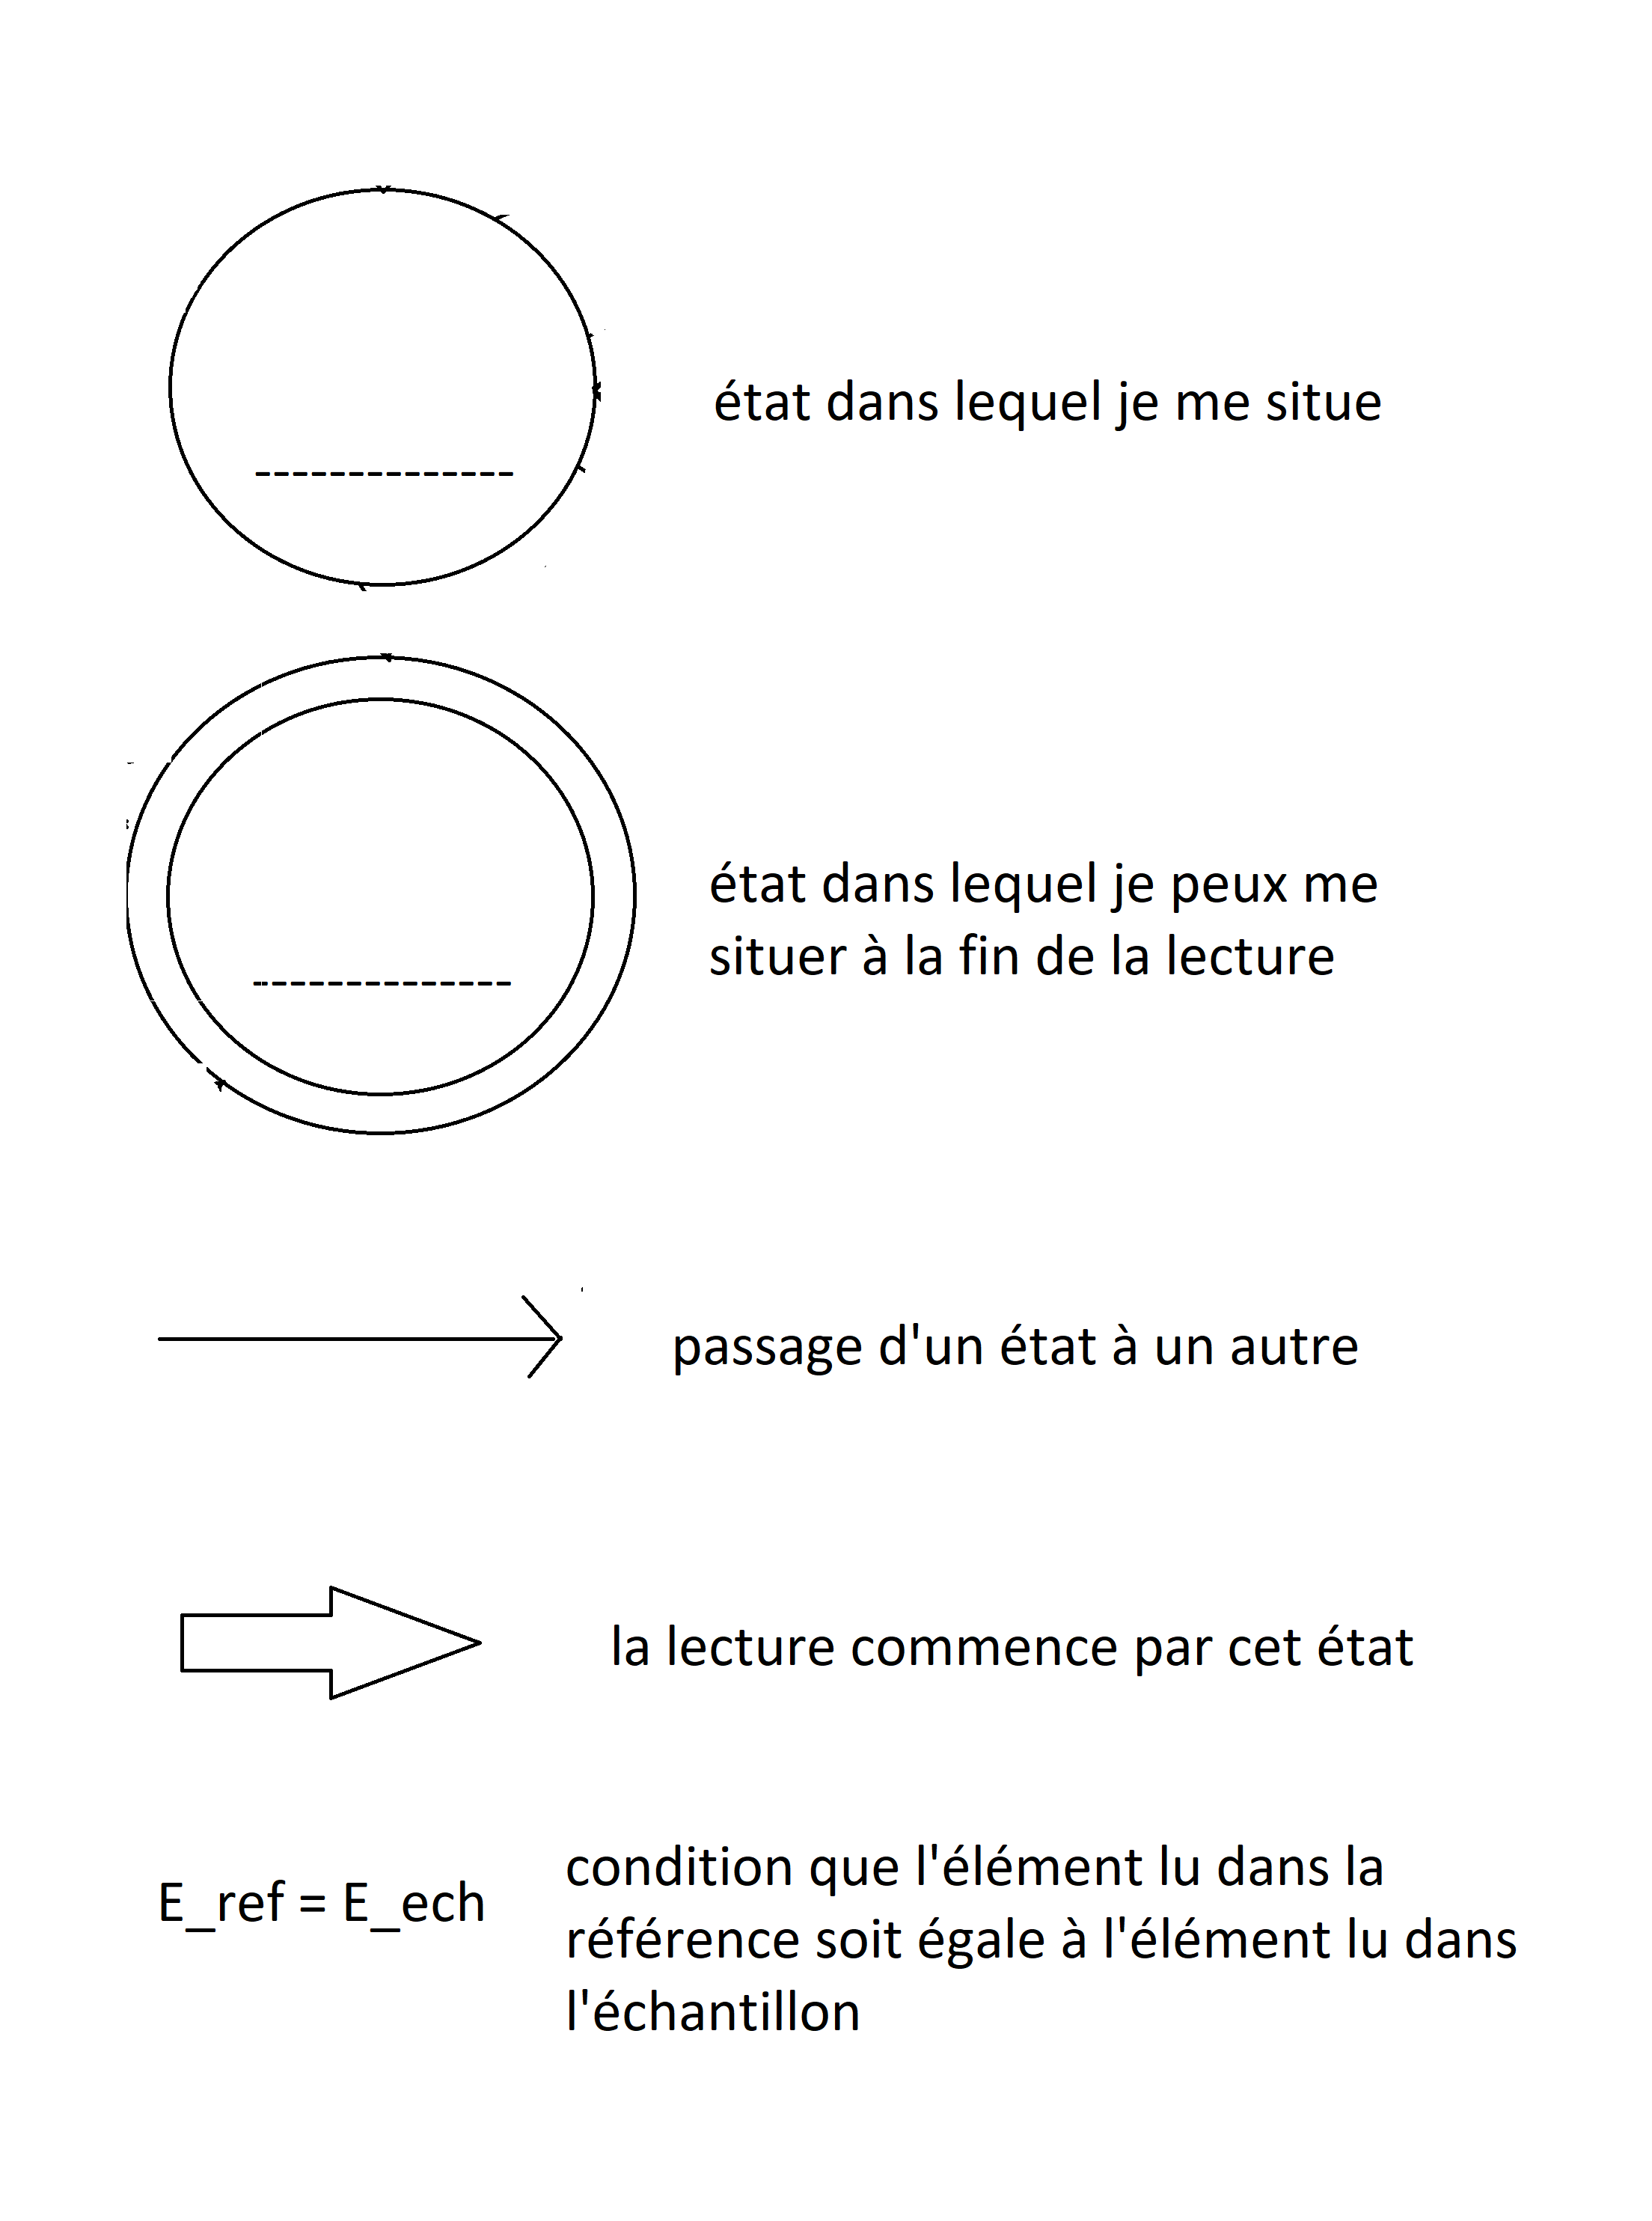 état dans lequel je me situe
état dans lequel je peux me
situer à la fin de la lecture
passage d'un état à un autre
la lecture commence par cet état
E_ref = E_ech
condition que l'élément lu dans la
référence soit égale à l'élément lu dans
l'échantillon